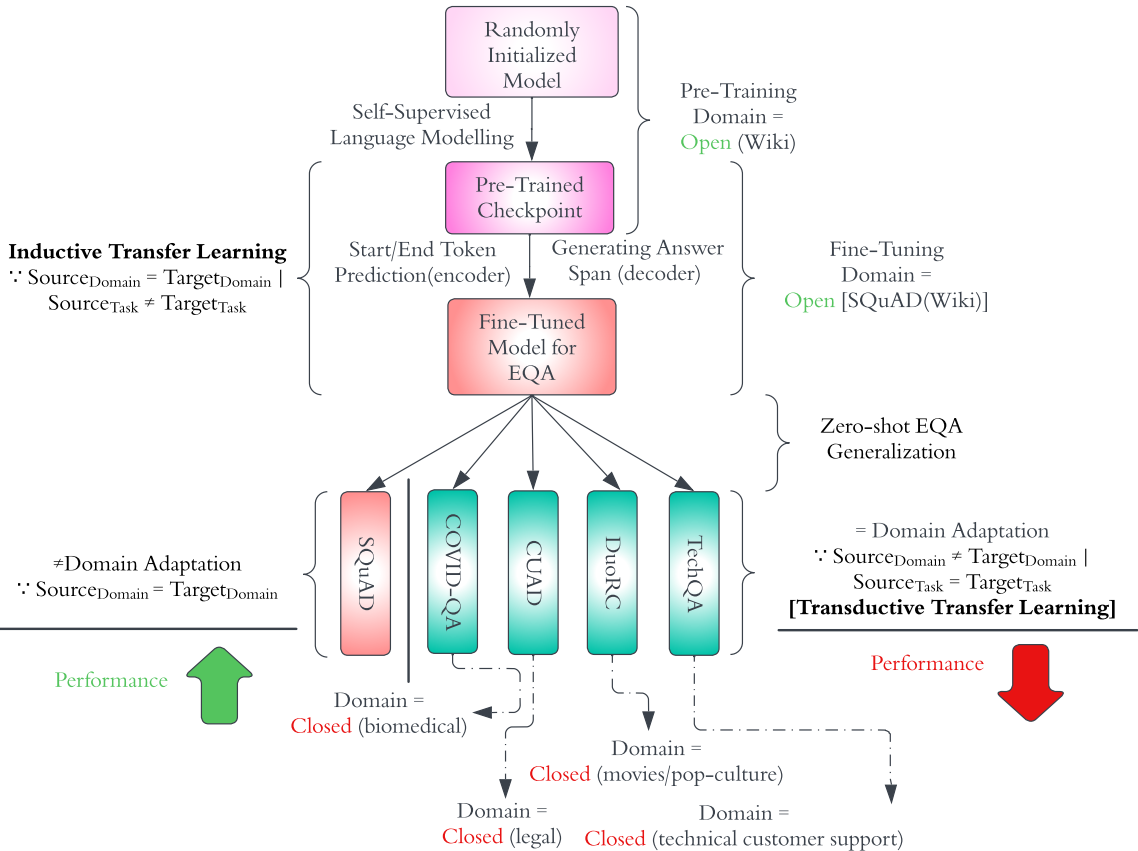 Randomly
Initialized
Model
Self-Supervised
Language Modelling
Pre-Training
Domain =
Open (Wiki)
Pre-Trained
Checkpoint
Inductive Transfer Learning
∵ SourceDomain = TargetDomain |
SourceTask ≠ TargetTask
Start/End Token
Prediction(encoder)
Generating Answer
Span (decoder)
Fine-Tuning
Domain =
Open [SQuAD(Wiki)]
Fine-Tuned
Model for
EQA
Zero-shot EQA
Generalization
≠Domain Adaptation
∵ SourceDomain = TargetDomain
SQuAD
COVID-QA
CUAD
DuoRC
TechQA
= Domain Adaptation
∵ SourceDomain ≠ TargetDomain |
SourceTask = TargetTask
[Transductive Transfer Learning]
Performance
Performance
Domain =
Closed (biomedical)
Domain =
Closed (movies/pop-culture)
Domain =
Closed (legal)
Domain =
Closed (technical customer support)